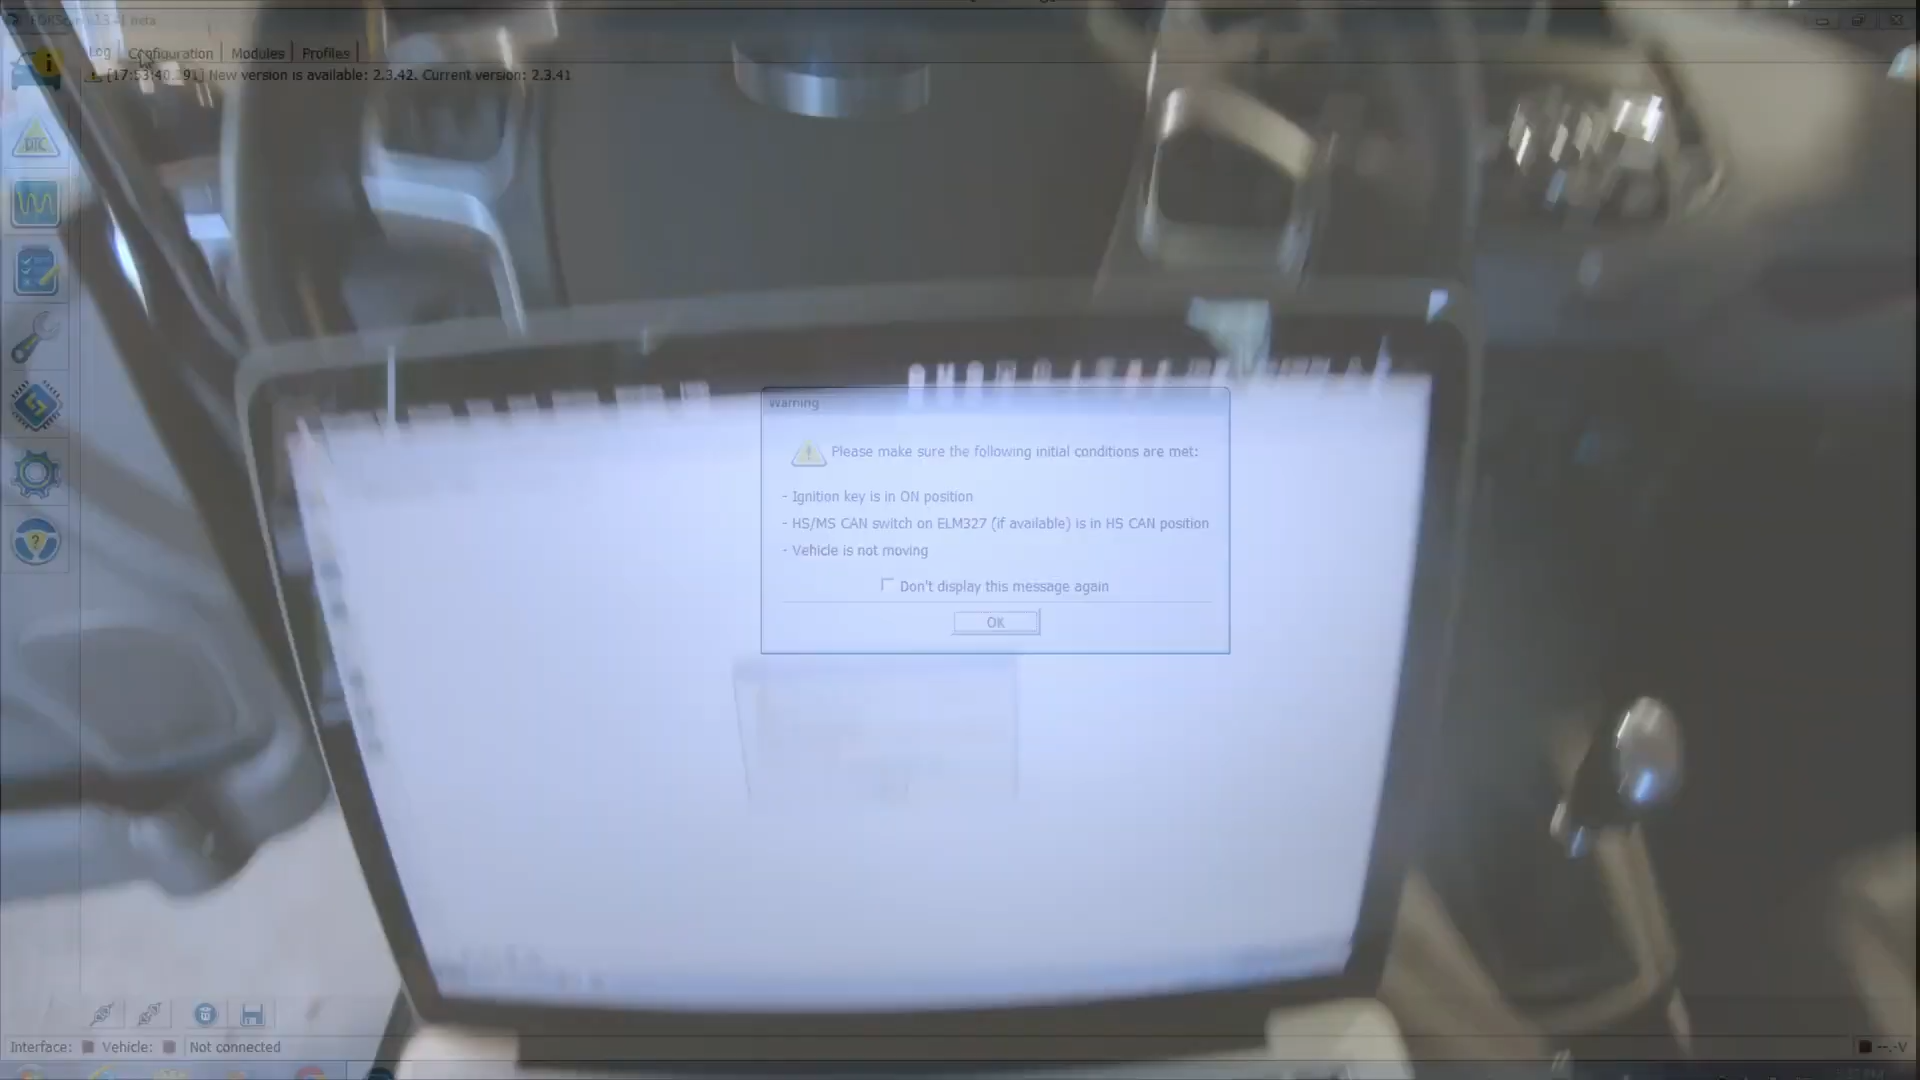 Log Configuration Modules Profiles
[17:53:40.391] New version is available: 2.3.42. Current version: 2.3.41
DTC
Warning
Please make sure the following initial conditions are met:
- Ignition key is in ON position
- HS/MS CAN switch on ELM327 (if available) is in HS CAN position
- Vehicle is not moving
Don't display this message again
OK
Interface: Vehicle: Not connected
--.-V